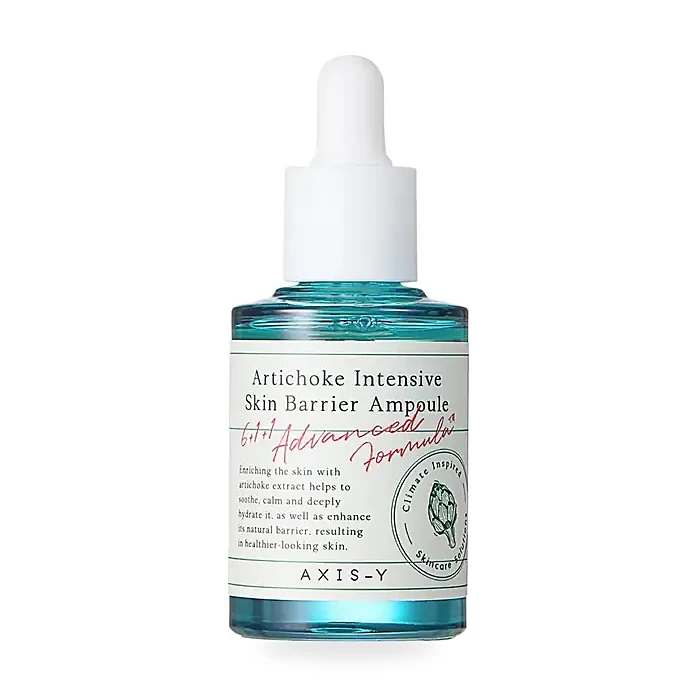 Artichoke Intensive
Skin Barrier Ampoule
6+1+1 Advanced
Formula™
Enriching the skin with
artichoke extract helps to
soothe, calm and deeply
hydrate it, as well as enhance
its natural barrier, resulting
in healthier-looking skin.
Climate Inspired
Skincare Solutions
AXIS-Y